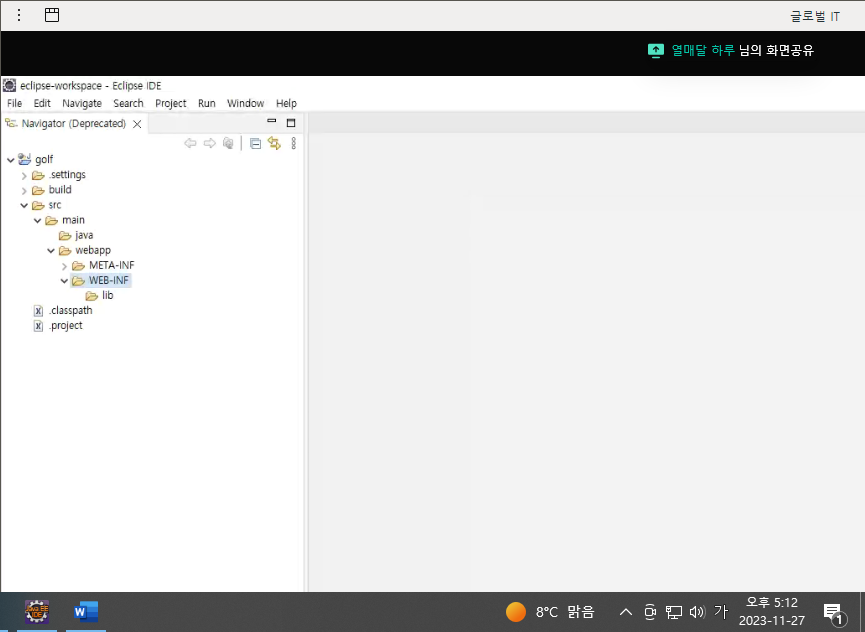 글로벌 IT
열매달 하루 님의 화면공유
eclipse-workspace - Eclipse IDE
File Edit Navigate Search Project Run Window Help
Navigator (Deprecated)
golf
.settings
build
src
main
java
webapp
META-INF
WEB-INF
lib
.classpath
.project
8°C 맑음
가
오후 5:12
2023-11-27
1